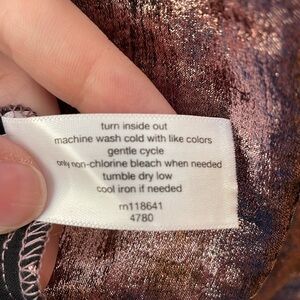 turn inside out
machine wash cold with like colors
gentle cycle
only non-chlorine bleach when needed
tumble dry low
cool iron if needed
rn118641
4780